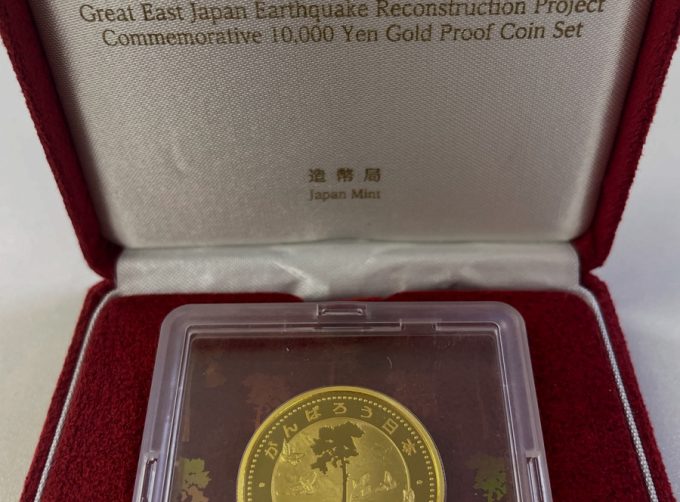 Great East Japan Earthquake Reconstruction Project
Commemorative 10,000 Yen Gold Proof Coin Set
造幣局
Japan Mint
がんばろう日本